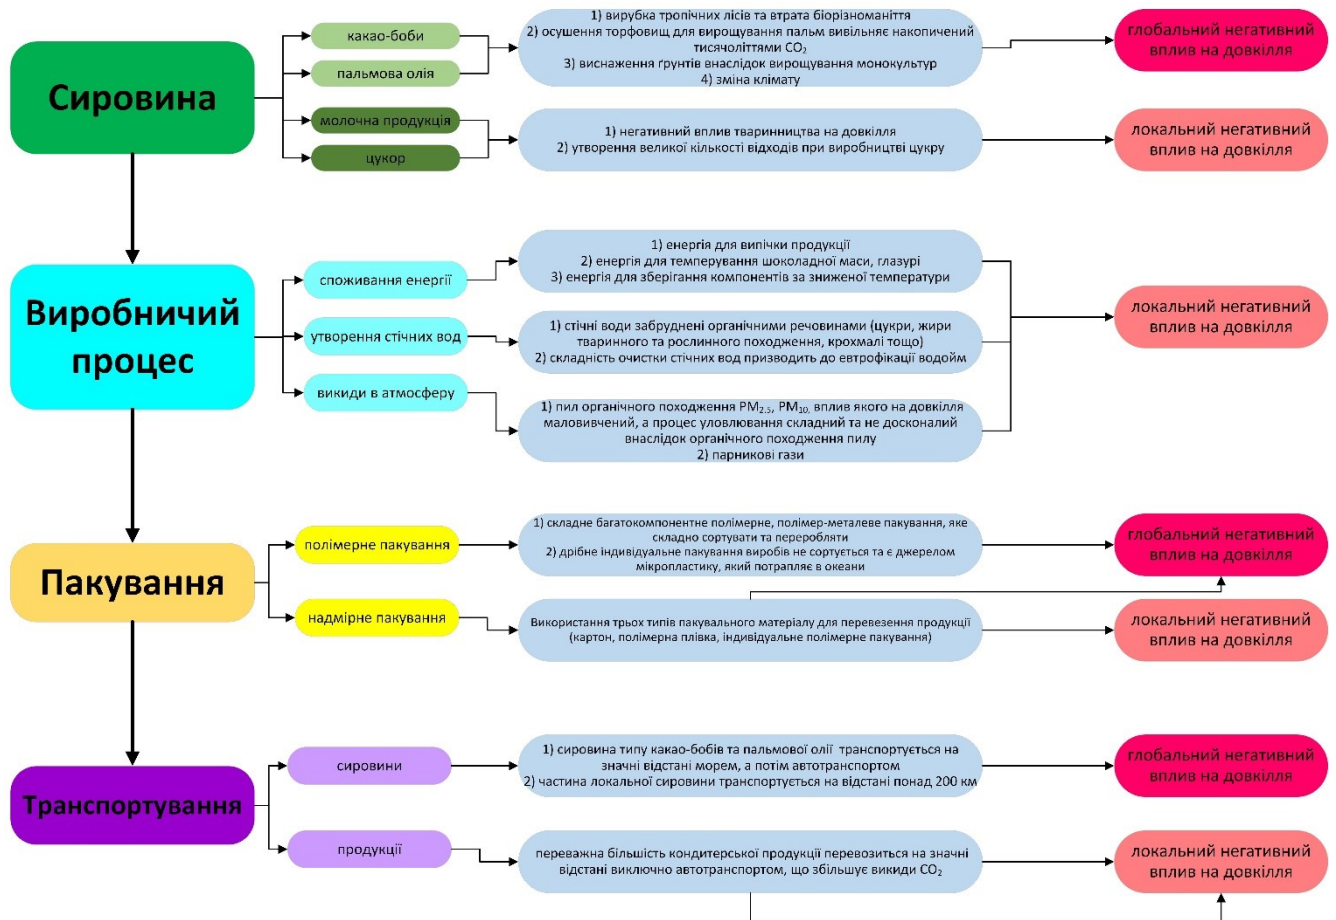 Сировина
какао-боби
пальмова олія
молочна продукція
цукор
1) вирубка тропічних лісів та втрата біорізноманіття
2) осушення торфовищ для вирощування пальм вивільняє накопичений
тисячоліттями CO₂
3) виснаження ґрунтів внаслідок вирощування монокультур
4) зміна клімату
глобальний негативний
вплив на довкілля
1) негативний вплив тваринництва на довкілля
2) утворення великої кількості відходів при виробництві цукру
локальний негативний
вплив на довкілля
Виробничий
процес
споживання енергії
утворення стічних вод
викиди в атмосферу
1) енергія для випічки продукції
2) енергія для темперування шоколадної маси, глазурі
3) енергія для зберігання компонентів за зниженої температури
1) стічні води забруднені органічними речовинами (цукри, жири
тваринного та рослинного походження, крохмалі тощо)
2) складність очистки стічних вод призводить до евтрофікації водойм
1) пил органічного походження PM₂.₅, PM₁₀, вплив якого на довкілля
маловивчений, а процес уловлювання складний та не досконалий
внаслідок органічного походження пилу
2) парникові гази
локальний негативний
вплив на довкілля
Пакування
полімерне пакування
надмірне пакування
1) складне багатокомпонентне полімерне, полімер-металеве пакування, яке
складно сортувати та переробляти
2) дрібне індивідуальне пакування виробів не сортується та є джерелом
мікропластику, який потрапляє в океани
глобальний негативний
вплив на довкілля
Використання трьох типів пакувального матеріалу для перевезення продукції
(картон, полімерна плівка, індивідуальне полімерне пакування)
локальний негативний
вплив на довкілля
Транспортування
сировини
продукції
1) сировина типу какао-бобів та пальмової олії транспортується на
значні відстані морем, а потім автотранспортом
2) частина локальної сировини транспортується на відстані понад 200 км
глобальний негативний
вплив на довкілля
переважна більшість кондитерської продукції перевозиться на значні
відстані виключно автотранспортом, що збільшує викиди CO₂
локальний негативний
вплив на довкілля